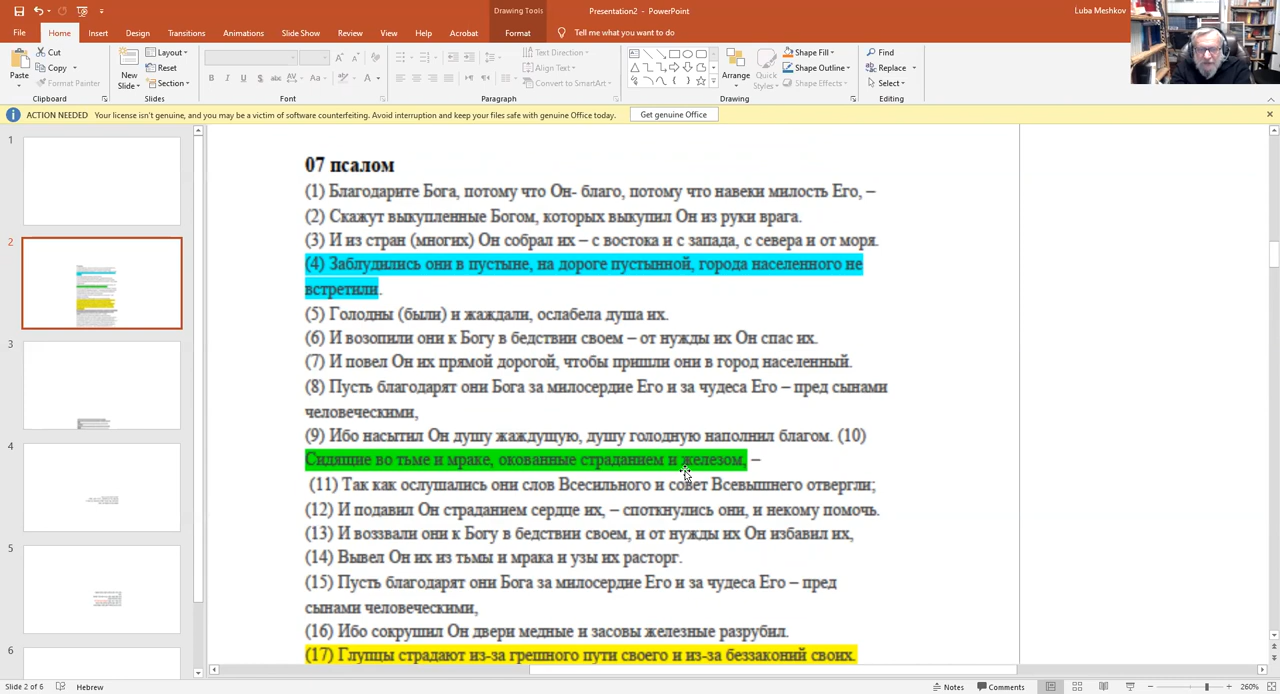 Drawing Tools
Presentation2 - PowerPoint
Luba Meshkov
File Home Insert Design Transitions Animations Slide Show Review View Help Acrobat Format Tell me what you want to do
Paste
Cut
Copy
Format Painter
Clipboard
New Slide
Layout
Reset
Section
Slides
Font
Text Direction
Align Text
Convert to SmartArt
Paragraph
Arrange
Quick Styles
Shape Fill
Shape Outline
Shape Effects
Drawing
Find
Replace
Select
Editing
ACTION NEEDED Your license isn't genuine, and you may be a victim of software counterfeiting. Avoid interruption and keep your files safe with genuine Office today. Get genuine Office
1
2
3
4
5
6
07 псалом
(1) Благодарите Бога, потому что Он- благо, потому что навеки милость Его, –
(2) Скажут выкупленные Богом, которых выкупил Он из руки врага.
(3) И из стран (многих) Он собрал их – с востока и с запада, с севера и от моря.
(4) Заблудились они в пустыне, на дороге пустынной, города населенного не
встретили.
(5) Голодны (были) и жаждали, ослабела душа их.
(6) И возопили они к Богу в бедствии своем – от нужды их Он спас их.
(7) И повел Он их прямой дорогой, чтобы пришли они в город населенный.
(8) Пусть благодарят они Бога за милосердие Его и за чудеса Его – пред сынами
человеческими,
(9) Ибо насытил Он душу жаждущую, душу голодную наполнил благом. (10)
Сидящие во тьме и мраке, окованные страданием и железом, –
(11) Так как ослушались они слов Всесильного и совет Всевышнего отвергли;
(12) И подавил Он страданием сердце их, – споткнулись они, и некому помочь.
(13) И воззвали они к Богу в бедствии своем, и от нужды их Он избавил их,
(14) Вывел Он их из тьмы и мрака и узы их расторг.
(15) Пусть благодарят они Бога за милосердие Его и за чудеса Его – пред
сынами человеческими,
(16) Ибо сокрушил Он двери медные и засовы железные разрубил.
(17) Глупцы страдают из-за грешного пути своего и из-за беззаконий своих.
Slide 2 of 6 Hebrew Notes Comments 260%